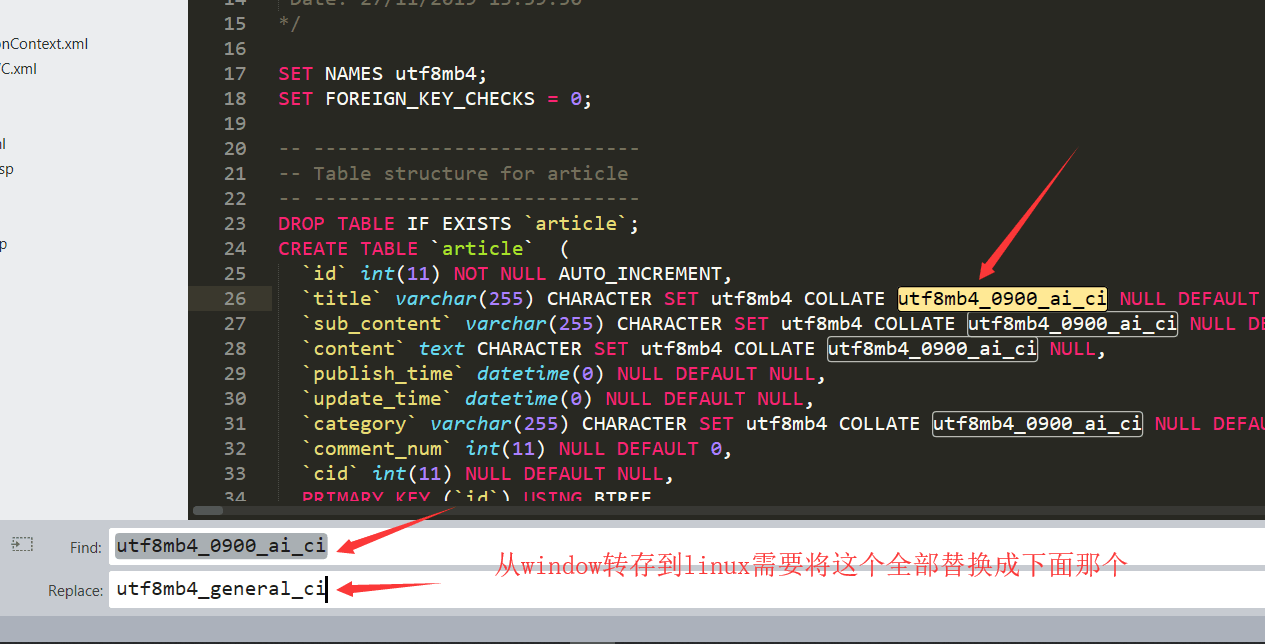 onContext.xml
C.xml
sp
p
14 Date: 27/11/2019 15:59:56
15 */
16
17 SET NAMES utf8mb4;
18 SET FOREIGN_KEY_CHECKS = 0;
19
20 -- ----------------------------
21 -- Table structure for article
22 -- ----------------------------
23 DROP TABLE IF EXISTS `article`;
24 CREATE TABLE `article`  (
25 `id` int(11) NOT NULL AUTO_INCREMENT,
26 `title` varchar(255) CHARACTER SET utf8mb4 COLLATE utf8mb4_0900_ai_ci NULL DEFAULT
27 `sub_content` varchar(255) CHARACTER SET utf8mb4 COLLATE utf8mb4_0900_ai_ci NULL DE
28 `content` text CHARACTER SET utf8mb4 COLLATE utf8mb4_0900_ai_ci NULL,
29 `publish_time` datetime(0) NULL DEFAULT NULL,
30 `update_time` datetime(0) NULL DEFAULT NULL,
31 `category` varchar(255) CHARACTER SET utf8mb4 COLLATE utf8mb4_0900_ai_ci NULL DEFAU
32 `comment_num` int(11) NULL DEFAULT 0,
33 `cid` int(11) NULL DEFAULT NULL,
34 PRIMARY KEY (`id`) USING BTREE
Find: utf8mb4_0900_ai_ci
从window转存到linux需要将这个全部替换成下面那个
Replace: utf8mb4_general_ci